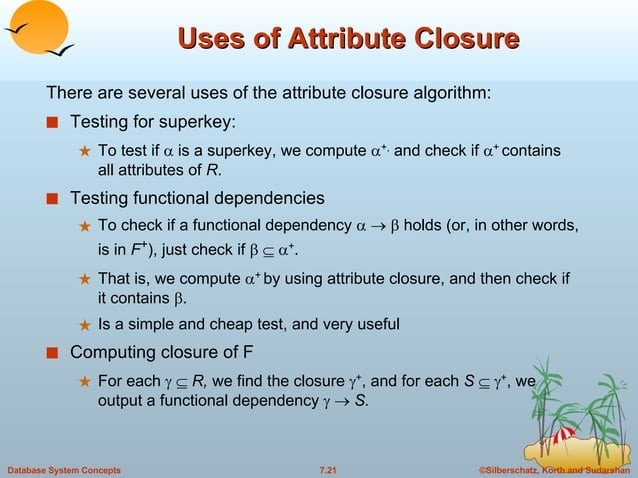 Uses of Attribute Closure
There are several uses of the attribute closure algorithm:
Testing for superkey:
To test if α is a superkey, we compute α⁺, and check if α⁺ contains
all attributes of R.
Testing functional dependencies
To check if a functional dependency α → β holds (or, in other words,
is in F⁺), just check if β ⊆ α⁺.
That is, we compute α⁺ by using attribute closure, and then check if
it contains β.
Is a simple and cheap test, and very useful
Computing closure of F
For each γ ⊆ R, we find the closure γ⁺, and for each S ⊆ γ⁺, we
output a functional dependency γ → S.
Database System Concepts 7.21 ©Silberschatz, Korth and Sudarshan